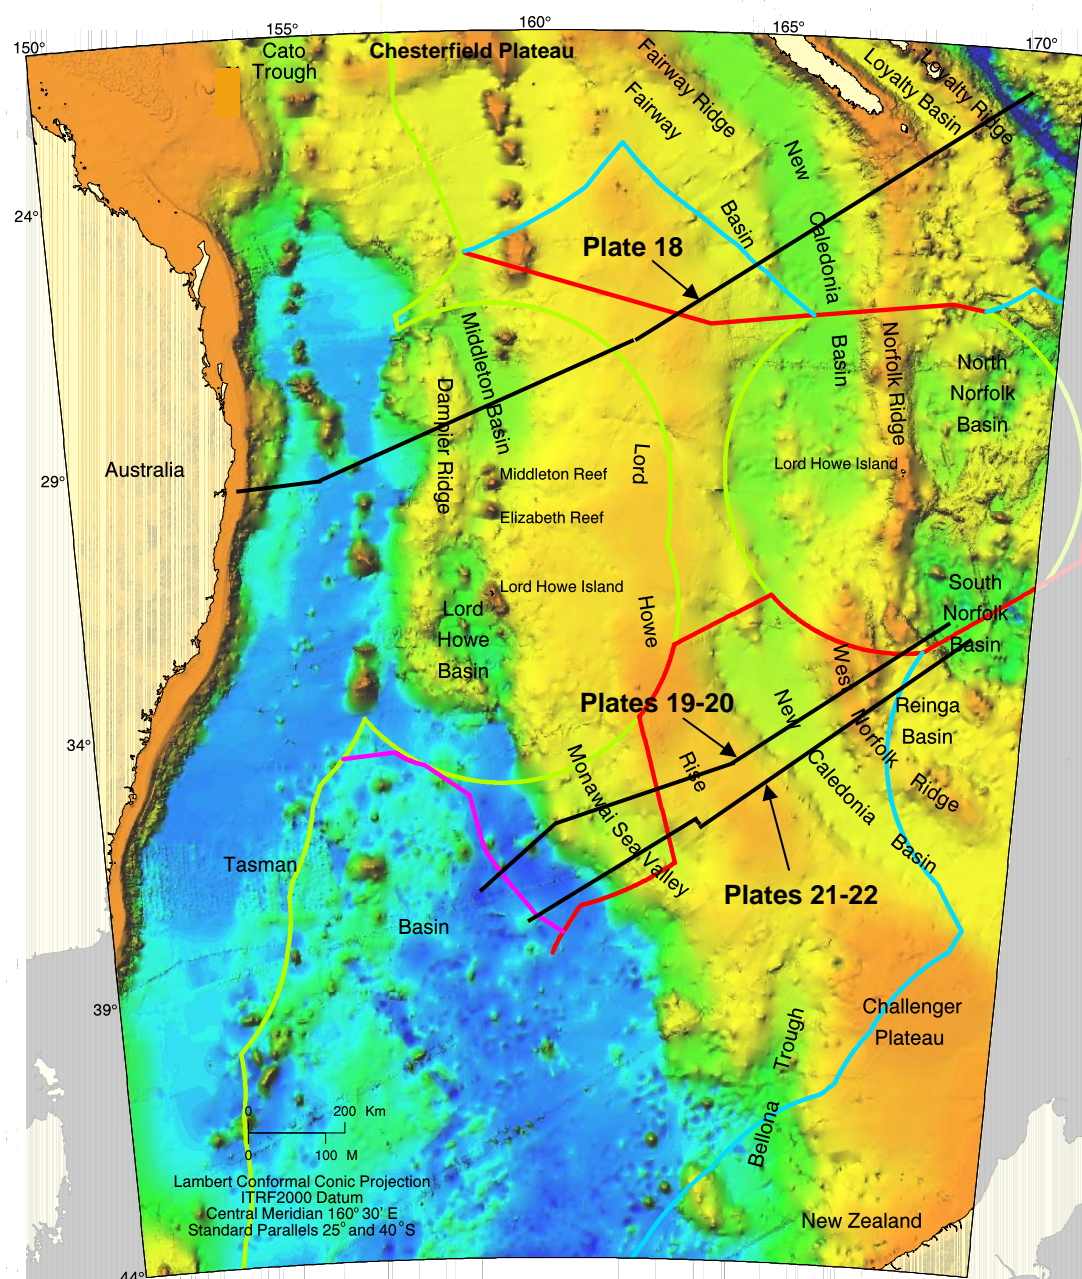 150°
155°
160°
165°
170°
Cato
Trough
Chesterfield Plateau
Fairway Ridge
Fairway
Basin
Loyalty Basin
Loyalty Ridge
New
Caledonia
Basin
24°
Plate 18
Middleton Basin
Dampier Ridge
Norfolk Ridge
North
Norfolk
Basin
Australia
29°
Lord
Howe
Rise
Middleton Reef
Elizabeth Reef
Lord Howe Island
Lord Howe Island
Lord
Howe
Basin
South
Norfolk
Basin
West
Norfolk
Ridge
Plates 19-20
New
Caledonia
Basin
Reinga
Basin
34°
Monawai Sea Valley
Tasman
Basin
Plates 21-22
39°
Challenger
Plateau
Bellona
Trough
0 200 Km
0 100 M
Lambert Conformal Conic Projection
ITRF2000 Datum
Central Meridian 160° 30' E
Standard Parallels 25° and 40°S
New Zealand
44°